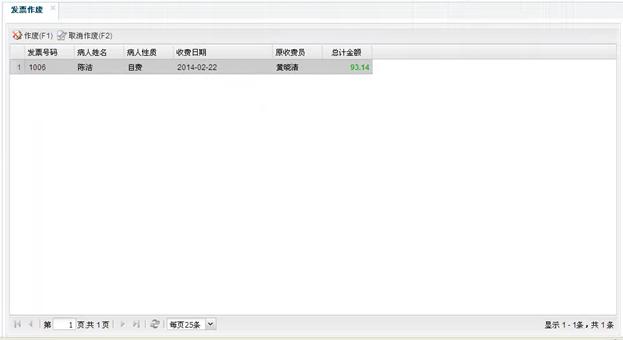 发票作废
作废(F1) 取消作废(F2)
发票号码 病人姓名 病人性质 收费日期 原收费员 总计金额
1 1006 陈洁 自费 2014-02-22 黄晓清 93.14
第 1 页,共 1 页 每页25条 显示 1 - 1条，共 1 条